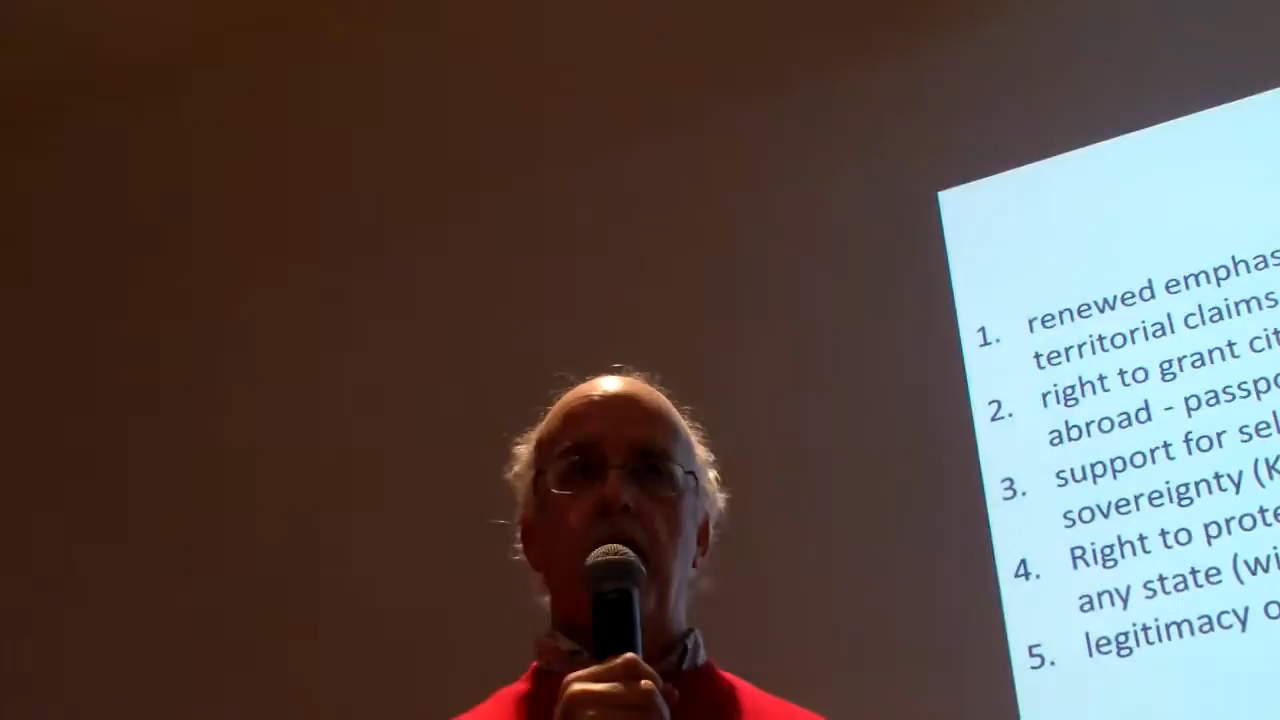 1. renewed emphas
territorial claims
2. right to grant cit
abroad - passpo
3. support for sel
sovereignty (K
4. Right to prote
any state (wi
5. legitimacy o